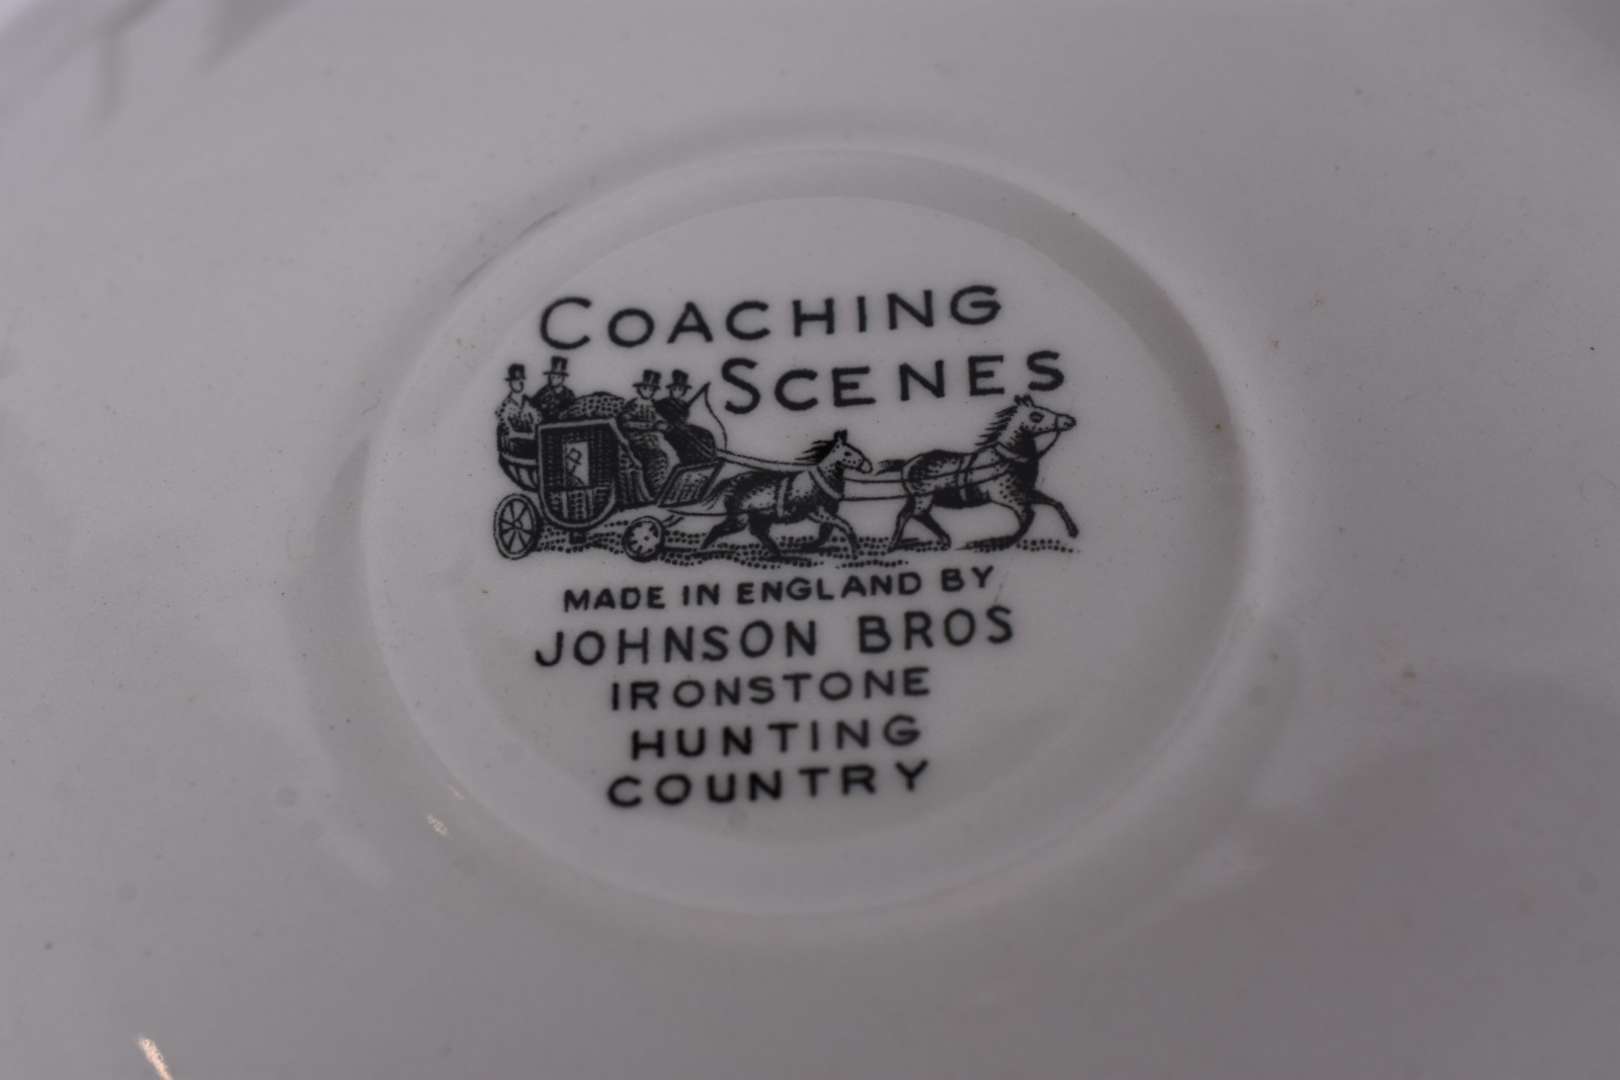 COACHING
SCENES
MADE IN ENGLAND BY
JOHNSON BROS
IRONSTONE
HUNTING
COUNTRY